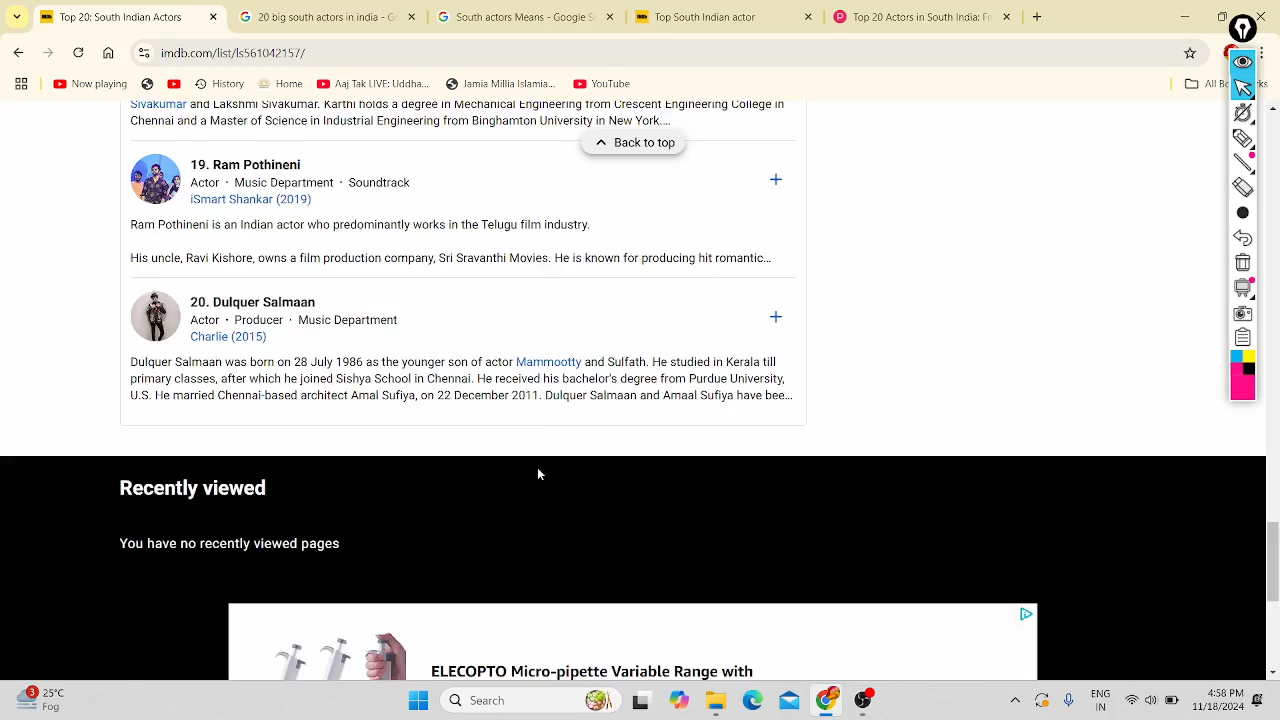 Top 20: South Indian Actors
20 big southactors in india - Go
South actors Means - Google S
Top South Indian
Top 20 Actors in South India: Fr
imdb.com/list/ls561042157/
Now playing
History
Home
Aaj Tak LIVE: Uddha...
Jamia Millia Islamia...
YouTube
All Bo
Sivakumar and Lakshmi Sivakumar. Karthi holds a degree in Mechanical Engineering from Crescent Engineering College in
Chennai and a Master of Science in Industrial Engineering from Binghamton University in New York....
Back to top
19. Ram Pothineni
Actor · Music Department · Soundtrack
iSmart Shankar (2019)
Ram Pothineni is an Indian actor who predominantly works in the Telugu film industry.
His uncle, Ravi Kishore, owns a film production company, Sri Sravanthi Movies. He is known for producing hit romantic...
20. Dulquer Salmaan
Actor · Producer · Music Department
Charlie (2015)
Dulquer Salmaan was born on 28 July 1986 as the younger son of actor Mammootty and Sulfath. He studied in Kerala till
primary classes, after which he joined Sishya School in Chennai. He received his bachelor's degree from Purdue University,
U.S. He married Chennai-based architect Amal Sufiya, on 22 December 2011. Dulquer Salmaan and Amaal Sufiya have bee...
Recently viewed
You have no recently viewed pages
ELECOPTO Micro-pipette Variable Range with
3
25°C
Fog
Search
ENG
IN
4:58 PM
11/18/2024